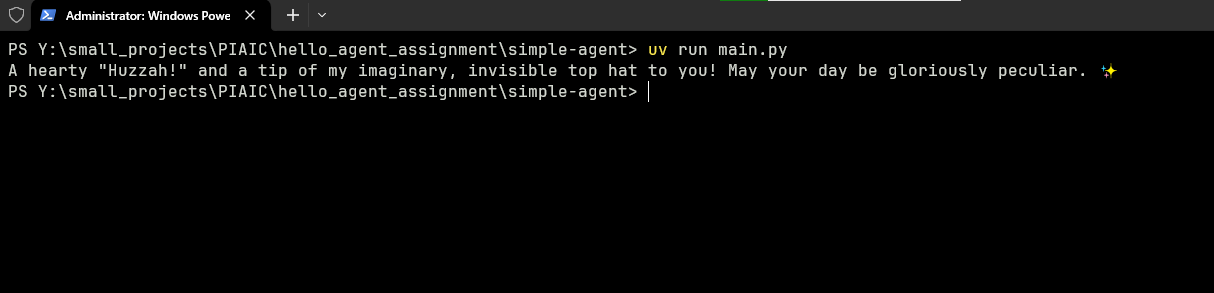 Administrator: Windows Powe
PS Y:\small_projects\PIAIC\hello_agent_assignment\simple-agent> uv run main.py
A hearty "Huzzah!" and a tip of my imaginary, invisible top hat to you! May your day be gloriously peculiar. ✨
PS Y:\small_projects\PIAIC\hello_agent_assignment\simple-agent>